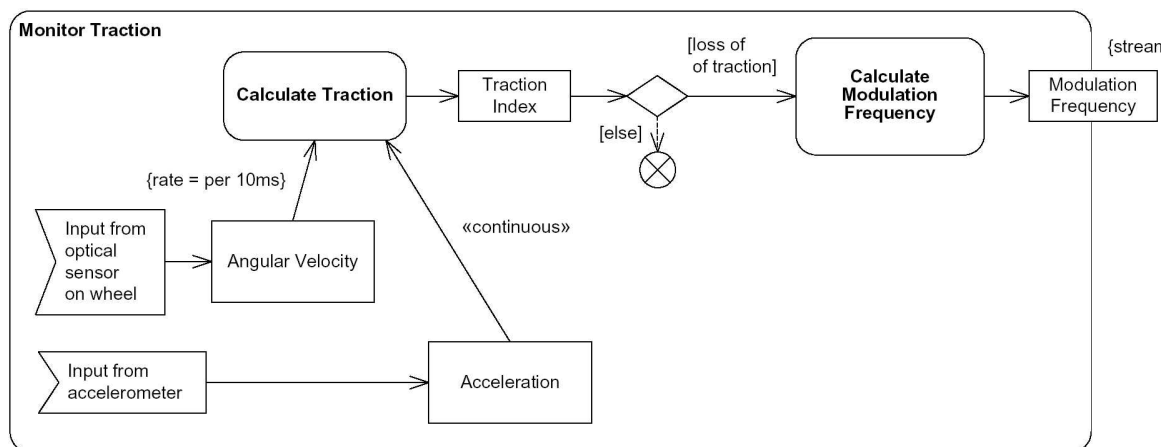 Monitor Traction
{stream
[loss of
of traction]
Calculate Traction
Traction
Index
Calculate
Modulation
Frequency
Modulation
Frequency
[else]
{rate = per 10ms}
Input from
optical
sensor
on wheel
Angular Velocity
«continuous»
Input from
accelerometer
Acceleration